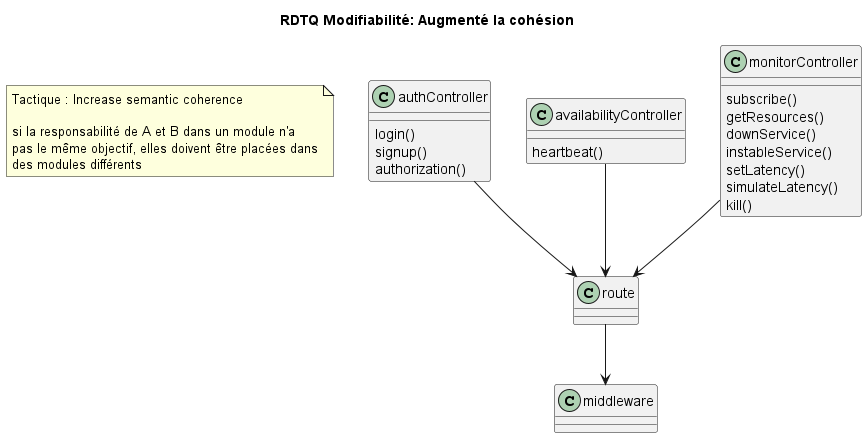 RDTQ Modifiabilité: Augmenté la cohésion
Tactique : Increase semantic coherence
si la responsabilité de A et B dans un module n'a
pas le même objectif, elles doivent être placées dans
des modules différents
C authController
login()
signup()
authorization()
C availabilityController
heartbeat()
C monitorController
subscribe()
getResources()
downService()
instableService()
setLatency()
simulateLatency()
kill()
C route
C middleware